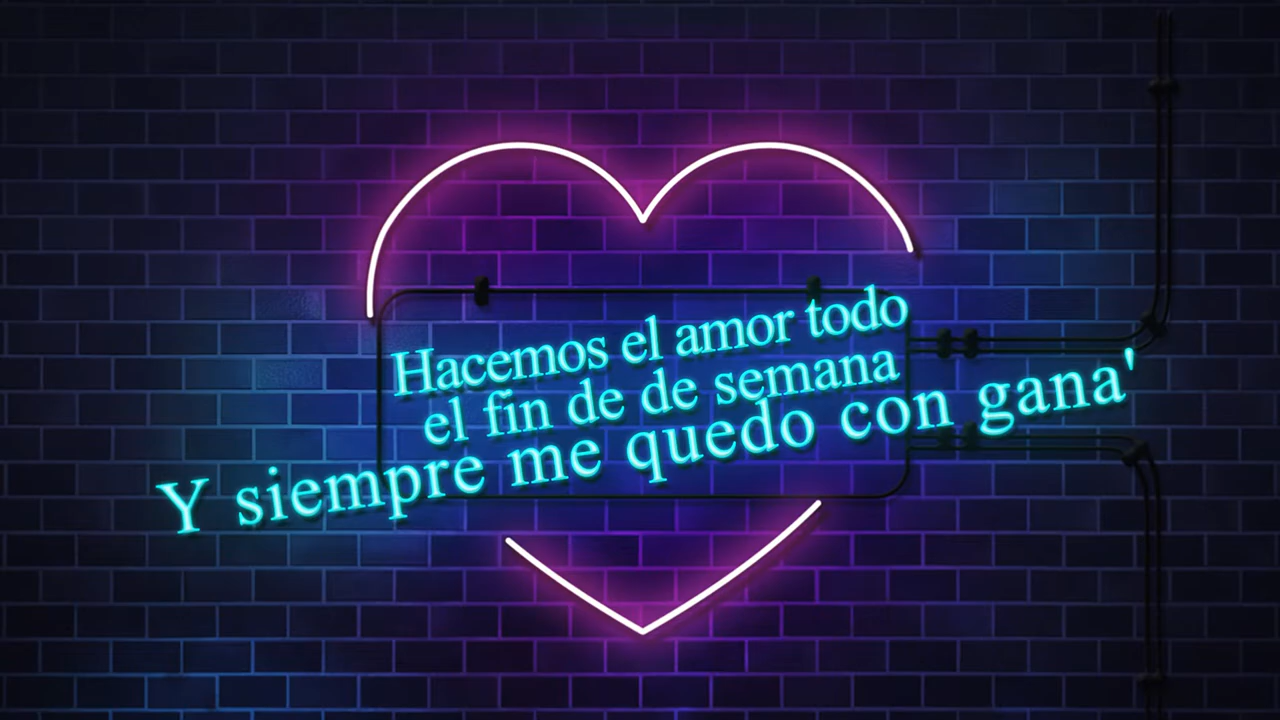 Hacemos el amor todo
el fin de de semana
Y siempre me quedo con gana'